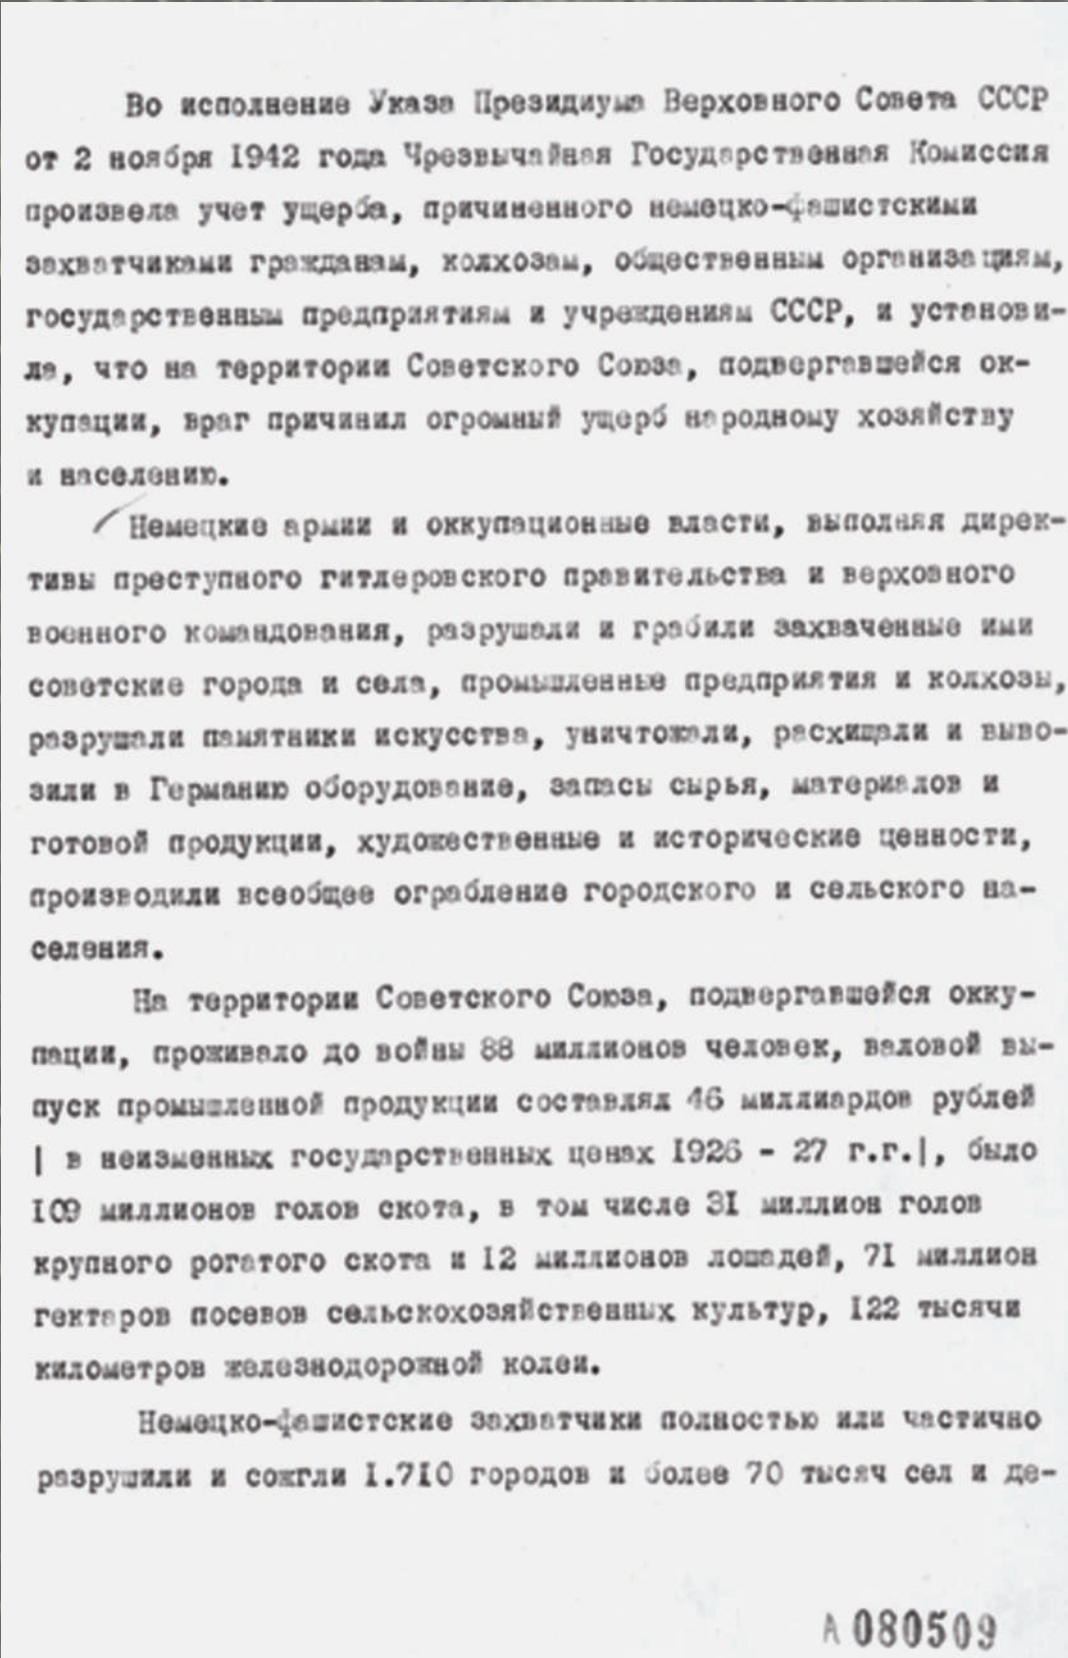 Во исполнение Указа Президиума Верховного Совета СССР
от 2 ноября 1942 года Чрезвычайная Государственная Комиссия
произвела учет ущерба, причиненного немецко-фашистскими
захватчиками гражданам, колхозам, общественным организациям,
государственным предприятиям и учреждениям СССР, и установи-
ла, что на территории Советского Союза, подвергавшейся ок-
купации, враг причинил огромный ущерб народному хозяйству
и населению.
Немецкие армии и оккупационные власти, выполняя дирек-
тивы преступного гитлеровского правительства и верховного
военного командования, разрушали и грабили захваченные ими
советские города и села, промышленные предприятия и колхозы,
разрушали памятники искусства, уничтожали, расхищали и выво-
зили в Германию оборудование, запасы сырья, материалов и
готовой продукции, художественные и исторические ценности,
производили всеобщее ограбление городского и сельского на-
селения.
На территории Советского Союза, подвергавшейся окку-
пации, проживало до войны 88 миллионов человек, валовой вы-
пуск промышленной продукции составлял 46 миллиардов рублей
| в неизменных государственных ценах 1926 - 27 г.г.|, было
109 миллионов голов скота, в том числе 31 миллион голов
крупного рогатого скота и 12 миллионов лошадей, 71 миллион
гектаров посевов сельскохозяйственных культур, 122 тысячи
километров железнодорожной колеи.
Немецко-фашистские захватчики полностью или частично
разрушили и сожгли 1.710 городов и более 70 тысяч сел и де-
А 080509